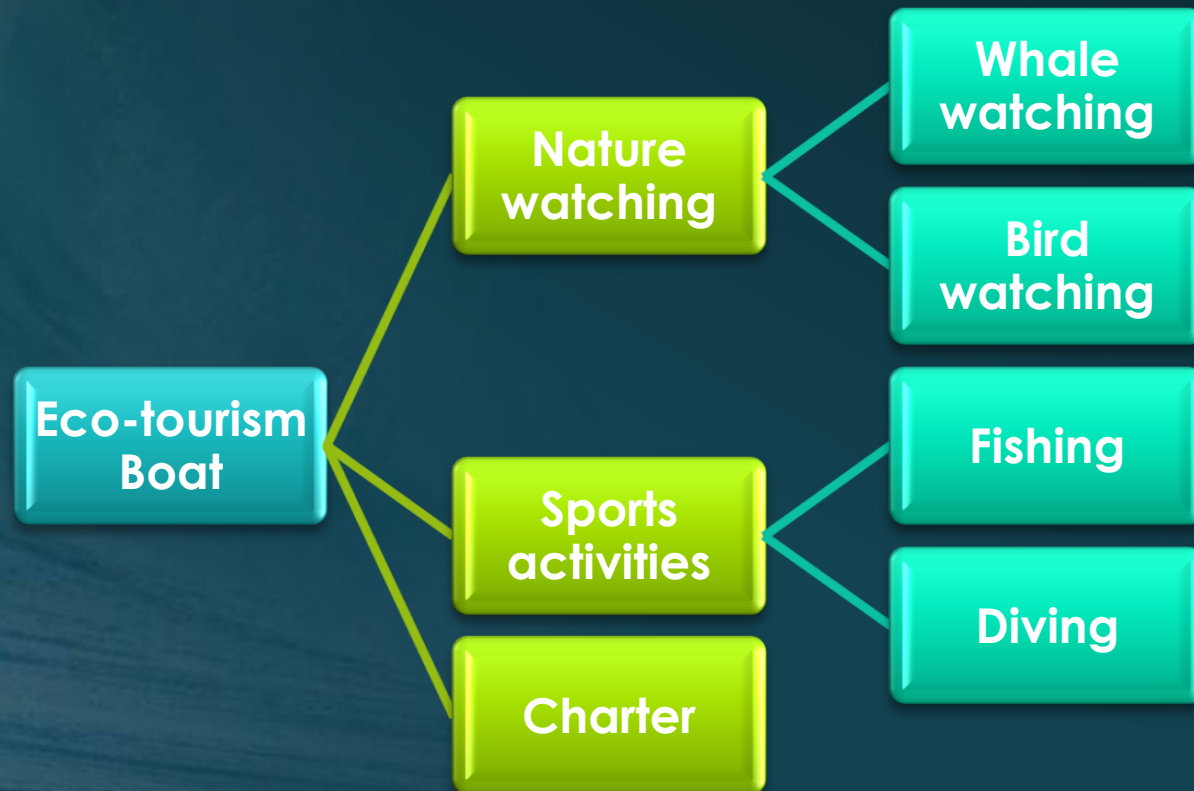 Eco-tourism
Boat
Nature
watching
Whale
watching
Bird
watching
Sports
activities
Fishing
Diving
Charter